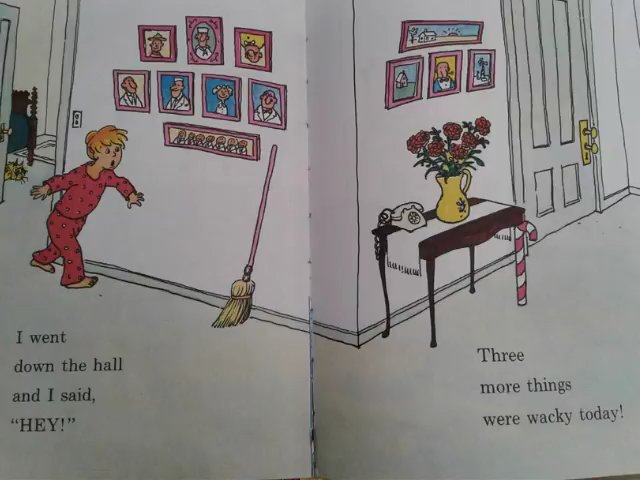 I went
down the hall
and I said,
“HEY!”
Three
more things
were wacky today!